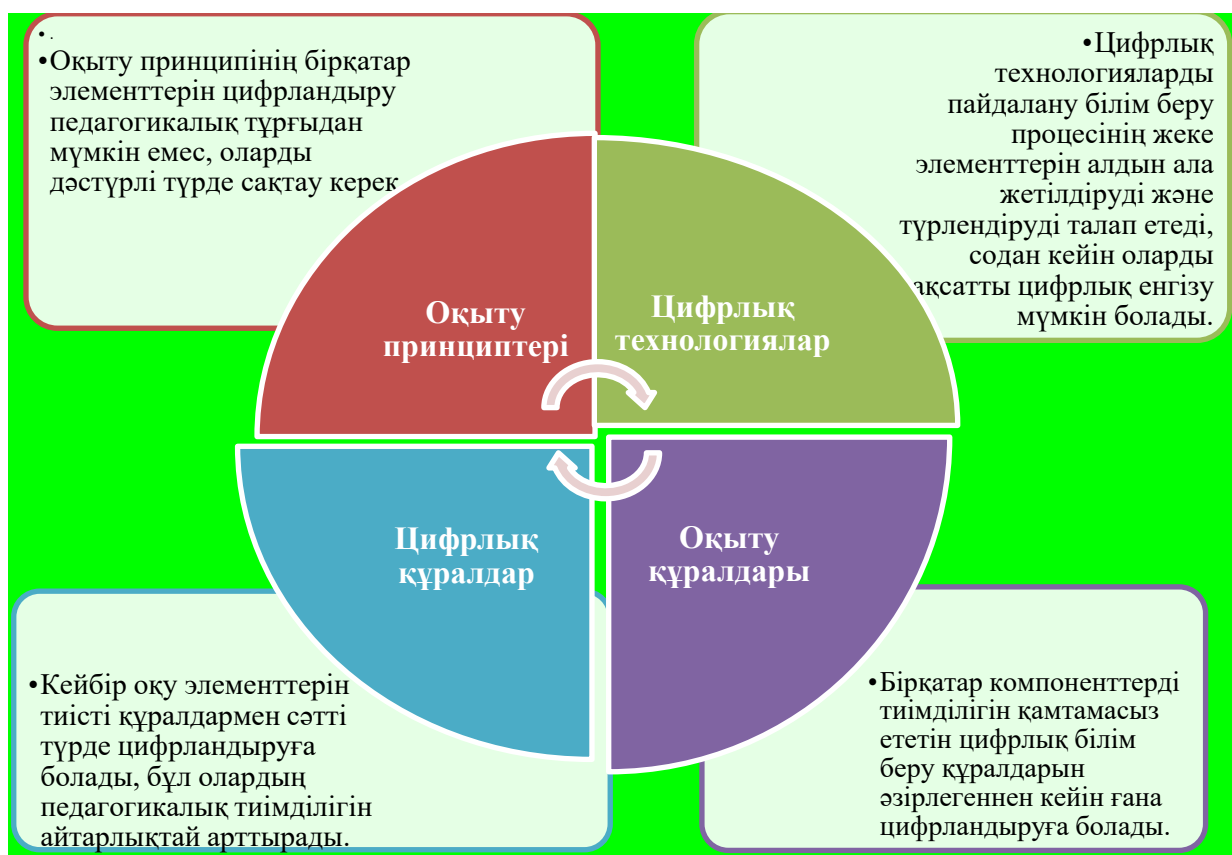 •.
•Оқыту принципінің бірқатар
элементтерін цифрландыру
педагогикалық тұрғыдан
мүмкін емес, оларды
дәстүрлі түрде сақтау керек
•Цифрлық
технологияларды
пайдалану білім беру
процесінің жеке
элементтерін алдын ала
жетілдіруді және
түрлендіруді талап етеді,
содан кейін оларды
ақсатты цифрлық енгізу
мүмкін болады.
Оқыту
принциптері
Цифрлық
технологиялар
Цифрлық
құралдар
Оқыту
құралдары
•Кейбір оқу элементтерін
тиісті құралдармен сәтті
түрде цифрландыруға
болады, бұл олардың
педагогикалық тиімділігін
айтарлықтай арттырады.
•Бірқатар компоненттерді
тиімділігін қамтамасыз
ететін цифрлық білім
беру құралдарын
әзірлегеннен кейін ғана
цифрландыруға болады.